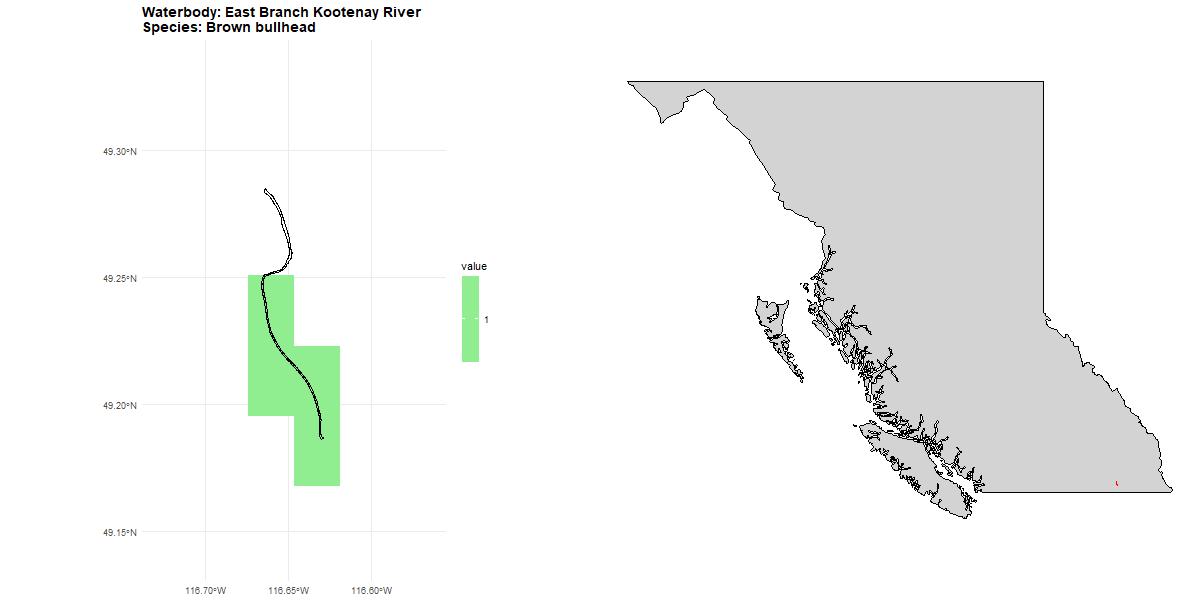 Waterbody: East Branch Kootenay River
Species: Brown bullhead
49.30°N
49.25°N
49.20°N
49.15°N
116.70°W 116.65°W 116.60°W
value
1